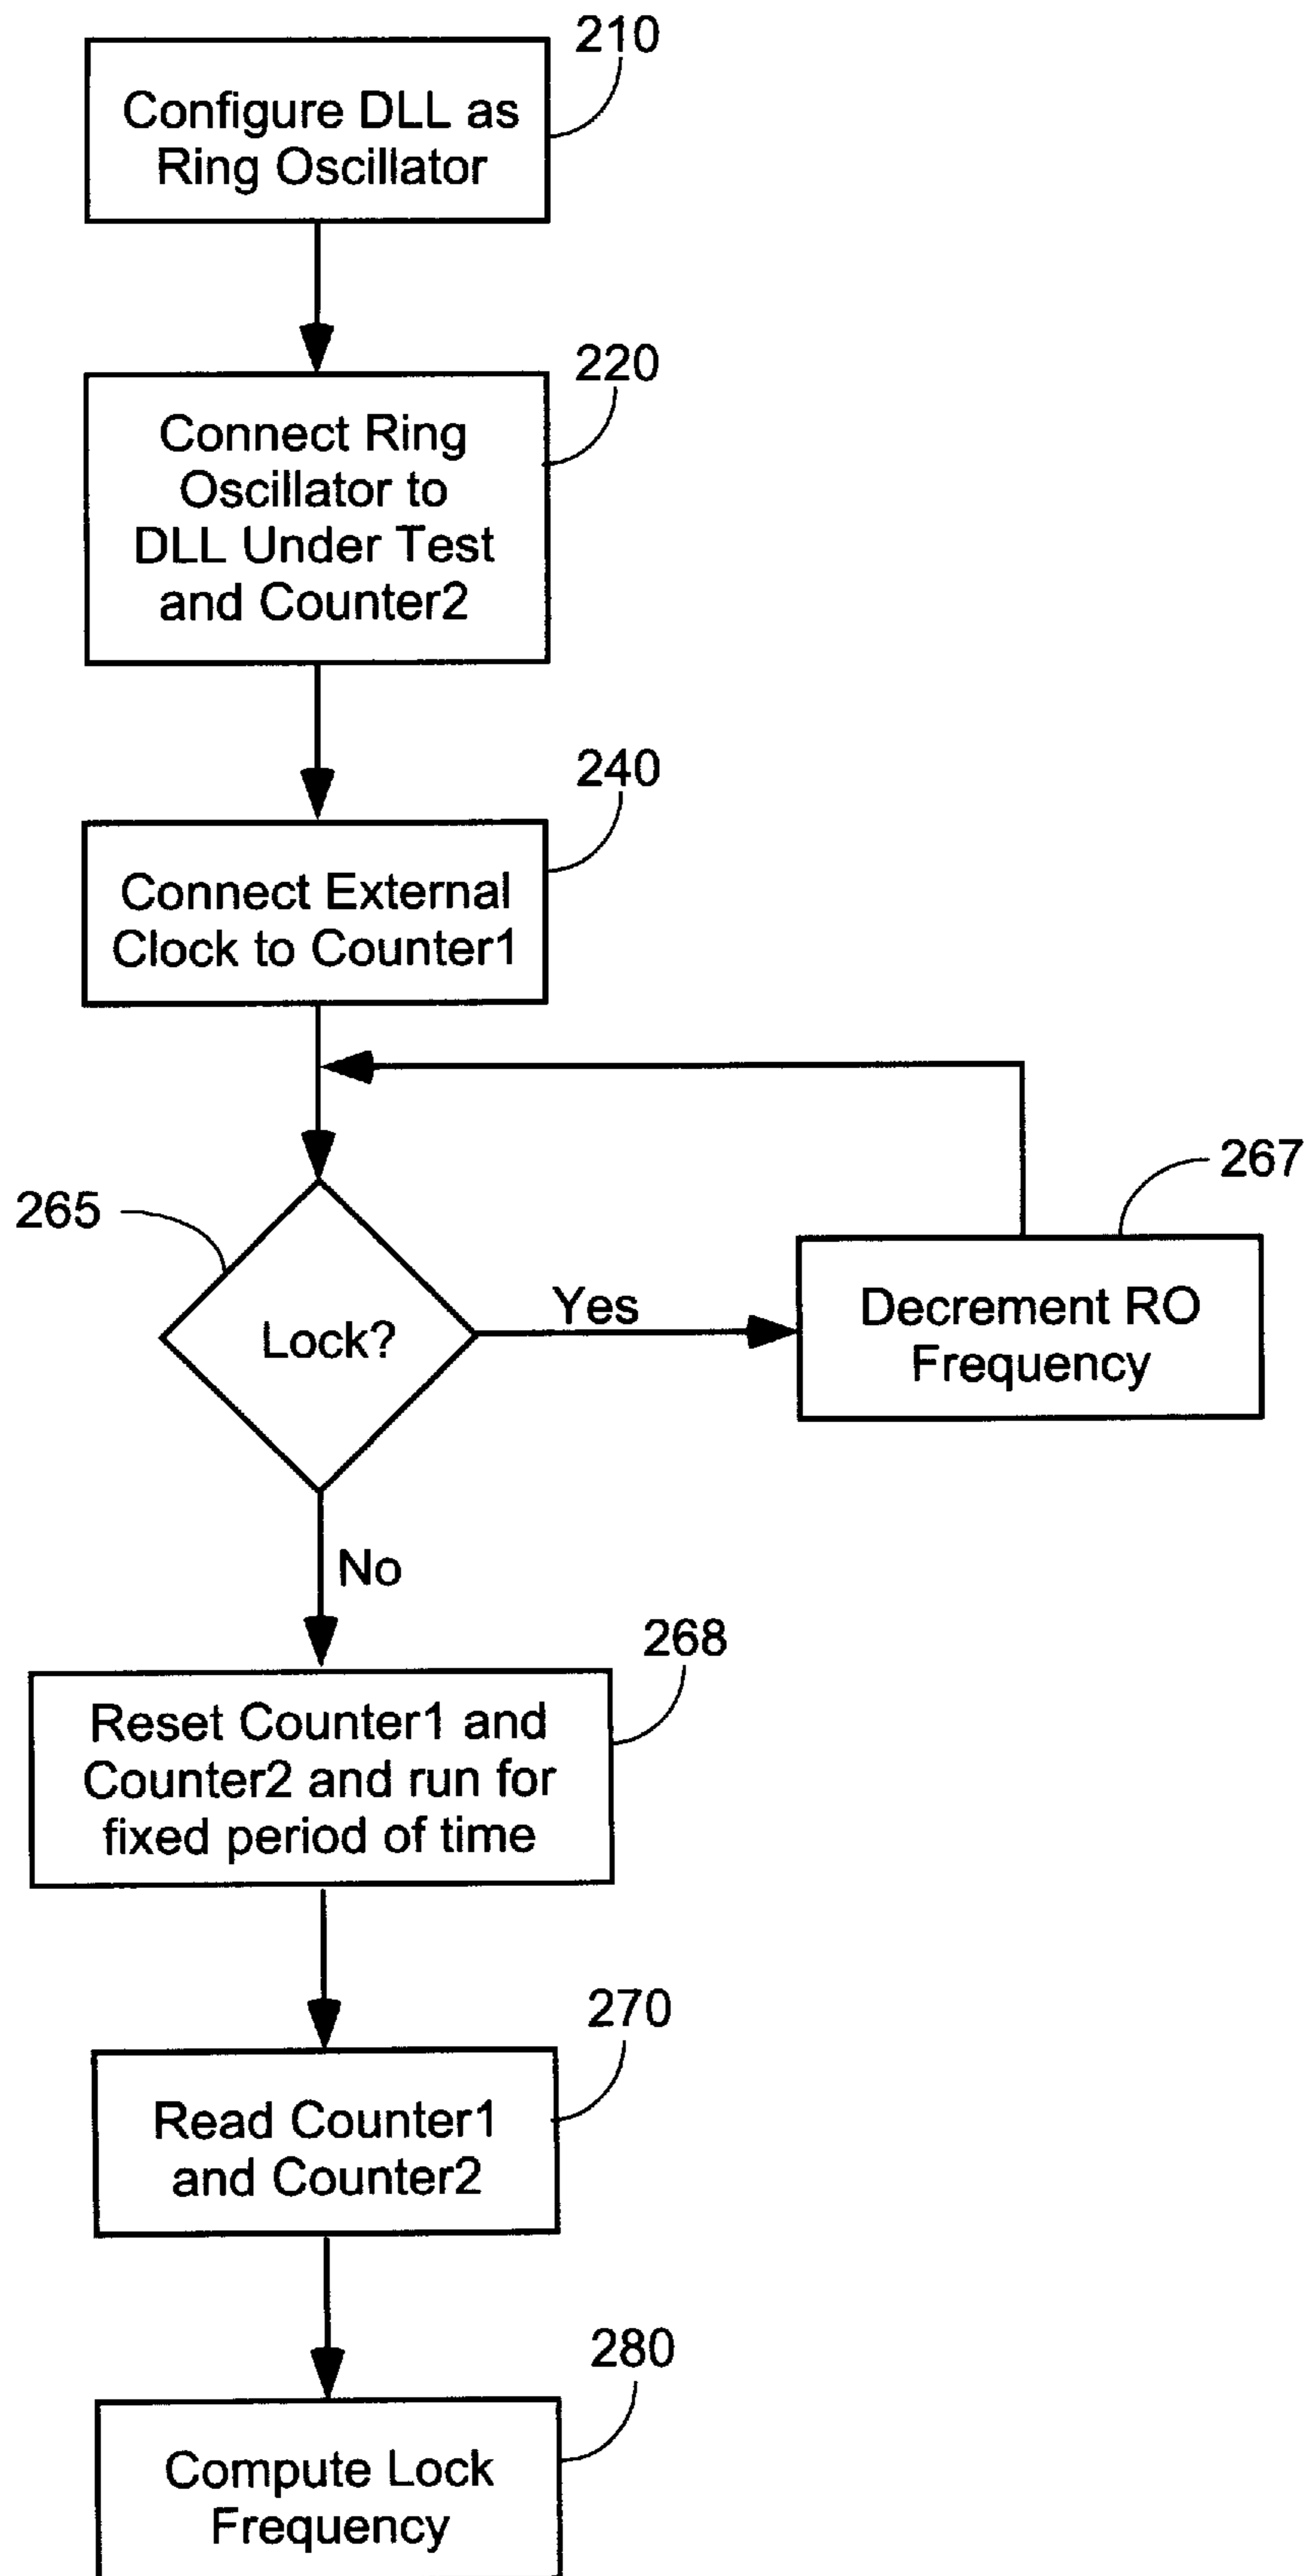 210
Configure DLL as
Ring Oscillator
220
Connect Ring
Oscillator to
DLL Under Test
and Counter2
240
Connect External
Clock to Counter1
267
265
Lock?
Yes
Decrement RO
Frequency
No
268
Reset Counter1 and
Counter2 and run for
fixed period of time
270
Read Counter1
and Counter2
280
Compute Lock
Frequency